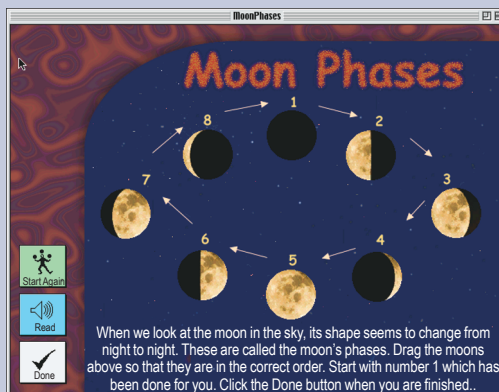 MoonPhases
Moon Phases
1
2
3
4
5
6
7
8
Start Again
Read
Done
When we look at the moon in the sky, its shape seems to change from
night to night. These are called the moon's phases. Drag the moons
above so that they are in the correct order. Start with number 1 which has
been done for you. Click the Done button when you are finished..